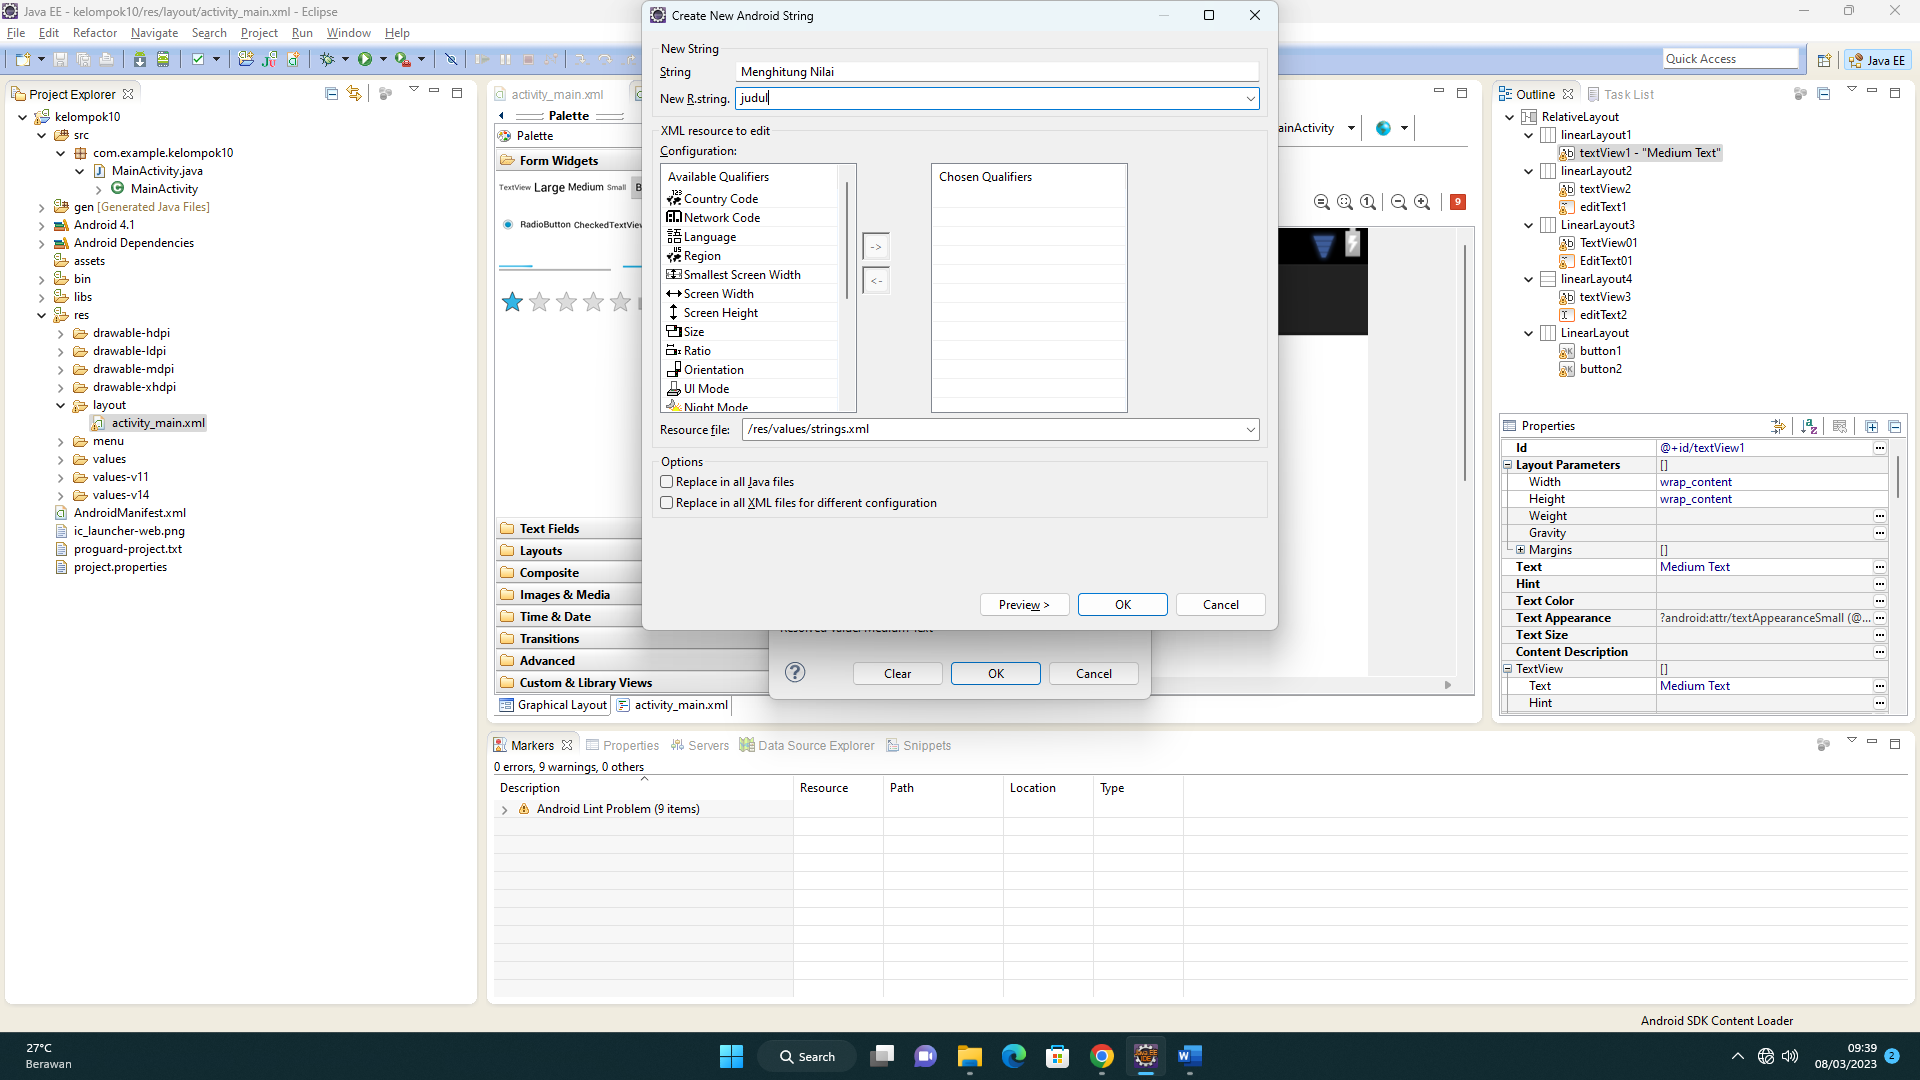 Java EE - kelompok10/res/layout/activity_main.xml - Eclipse
File Edit Refactor Navigate Search Project Run Window Help
Quick Access
Java EE
Project Explorer
kelompok10
src
com.example.kelompok10
MainActivity.java
MainActivity
gen [Generated Java Files]
Android 4.1
Android Dependencies
assets
bin
libs
res
drawable-hdpi
drawable-ldpi
drawable-mdpi
drawable-xhdpi
layout
activity_main.xml
menu
values
values-v11
values-v14
AndroidManifest.xml
ic_launcher-web.png
proguard-project.txt
project.properties
activity_main.xml
Palette
Palette
Form Widgets
TextView Large Medium Small B
RadioButton CheckedTextView
Text Fields
Layouts
Composite
Images & Media
Time & Date
Transitions
Advanced
Custom & Library Views
Graphical Layout
activity_main.xml
Create New Android String
New String
String Menghitung Nilai
New R.string. judul
XML resource to edit
Configuration:
Available Qualifiers
Country Code
Network Code
Language
Region
Smallest Screen Width
Screen Width
Screen Height
Size
Ratio
Orientation
UI Mode
Night Mode
->
<-
Chosen Qualifiers
Resource file: /res/values/strings.xml
Options
Replace in all Java files
Replace in all XML files for different configuration
Preview > OK Cancel
Clear OK Cancel
ainActivity
9
Outline
Task List
RelativeLayout
linearLayout1
textView1 - "Medium Text"
linearLayout2
textView2
editText1
LinearLayout3
TextView01
EditText01
linearLayout4
textView3
editText2
LinearLayout
button1
button2
Properties
Id @+id/textView1
Layout Parameters []
Width wrap_content
Height wrap_content
Weight
Gravity
Margins []
Text Medium Text
Hint
Text Color
Text Appearance ?android:attr/textAppearanceSmall (@...
Text Size
Content Description
TextView []
Text Medium Text
Hint
Markers Properties Servers Data Source Explorer Snippets
0 errors, 9 warnings, 0 others
Description Resource Path Location Type
Android Lint Problem (9 items)
Android SDK Content Loader
27°C
Berawan
Search
09:39
08/03/2023
2